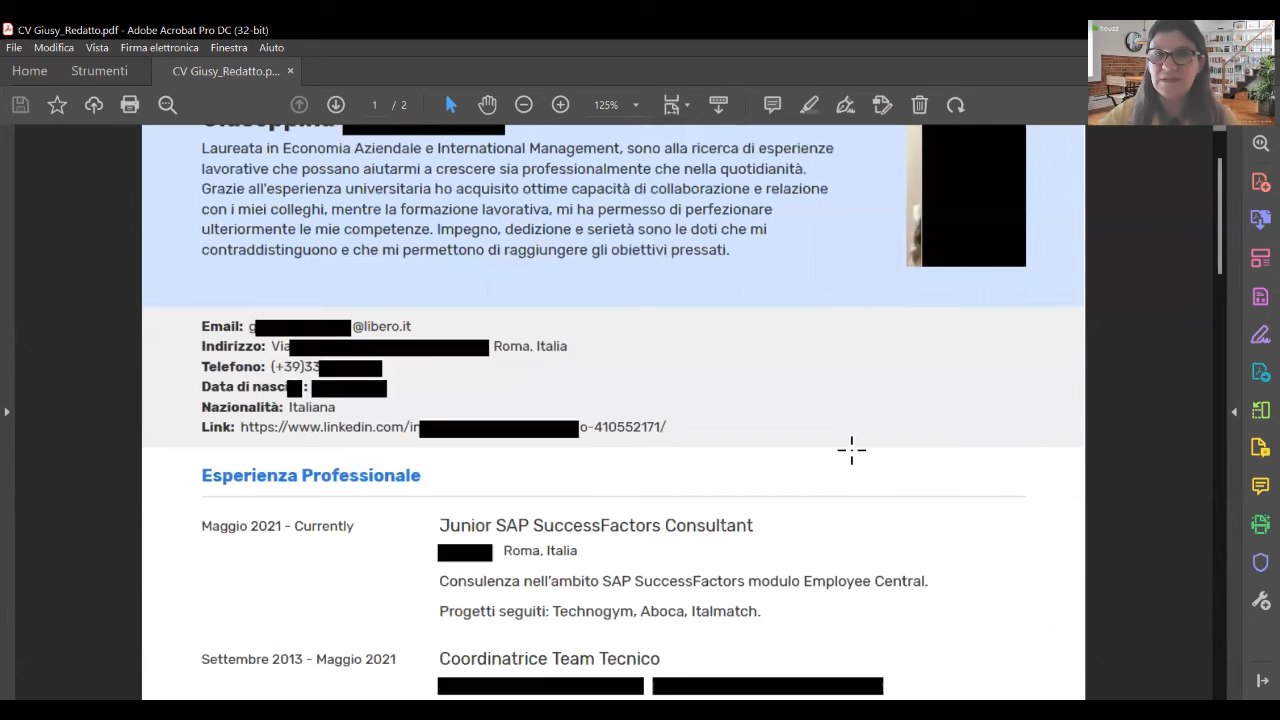 CV Giusy_Redatto.pdf - Adobe Acrobat Pro DC (32-bit)
File Modifica Vista Firma elettronica Finestra Aiuto
Home Strumenti CV Giusy_Redatto.p... ×
1 / 2 125%
Laureata in Economia Aziendale e International Management, sono alla ricerca di esperienze
lavorative che possano aiutarmi a crescere sia professionalmente che nella quotidianità.
Grazie all'esperienza universitaria ho acquisito ottime capacità di collaborazione e relazione
con i miei colleghi, mentre la formazione lavorativa, mi ha permesso di perfezionare
ulteriormente le mie competenze. Impegno, dedizione e serietà sono le doti che mi
contraddistinguono e che mi permettono di raggiungere gli obiettivi pressati.
Email: g @libero.it
Indirizzo: Via Roma, Italia
Telefono: (+39)33
Data di nasci :
Nazionalità: Italiana
Link: https://www.linkedin.com/in o-410552171/
Esperienza Professionale
Maggio 2021 - Currently Junior SAP SuccessFactors Consultant
Roma, Italia
Consulenza nell'ambito SAP SuccessFactors modulo Employee Central.
Progetti seguiti: Technogym, Aboca, Italmatch.
Settembre 2013 - Maggio 2021 Coordinatrice Team Tecnico